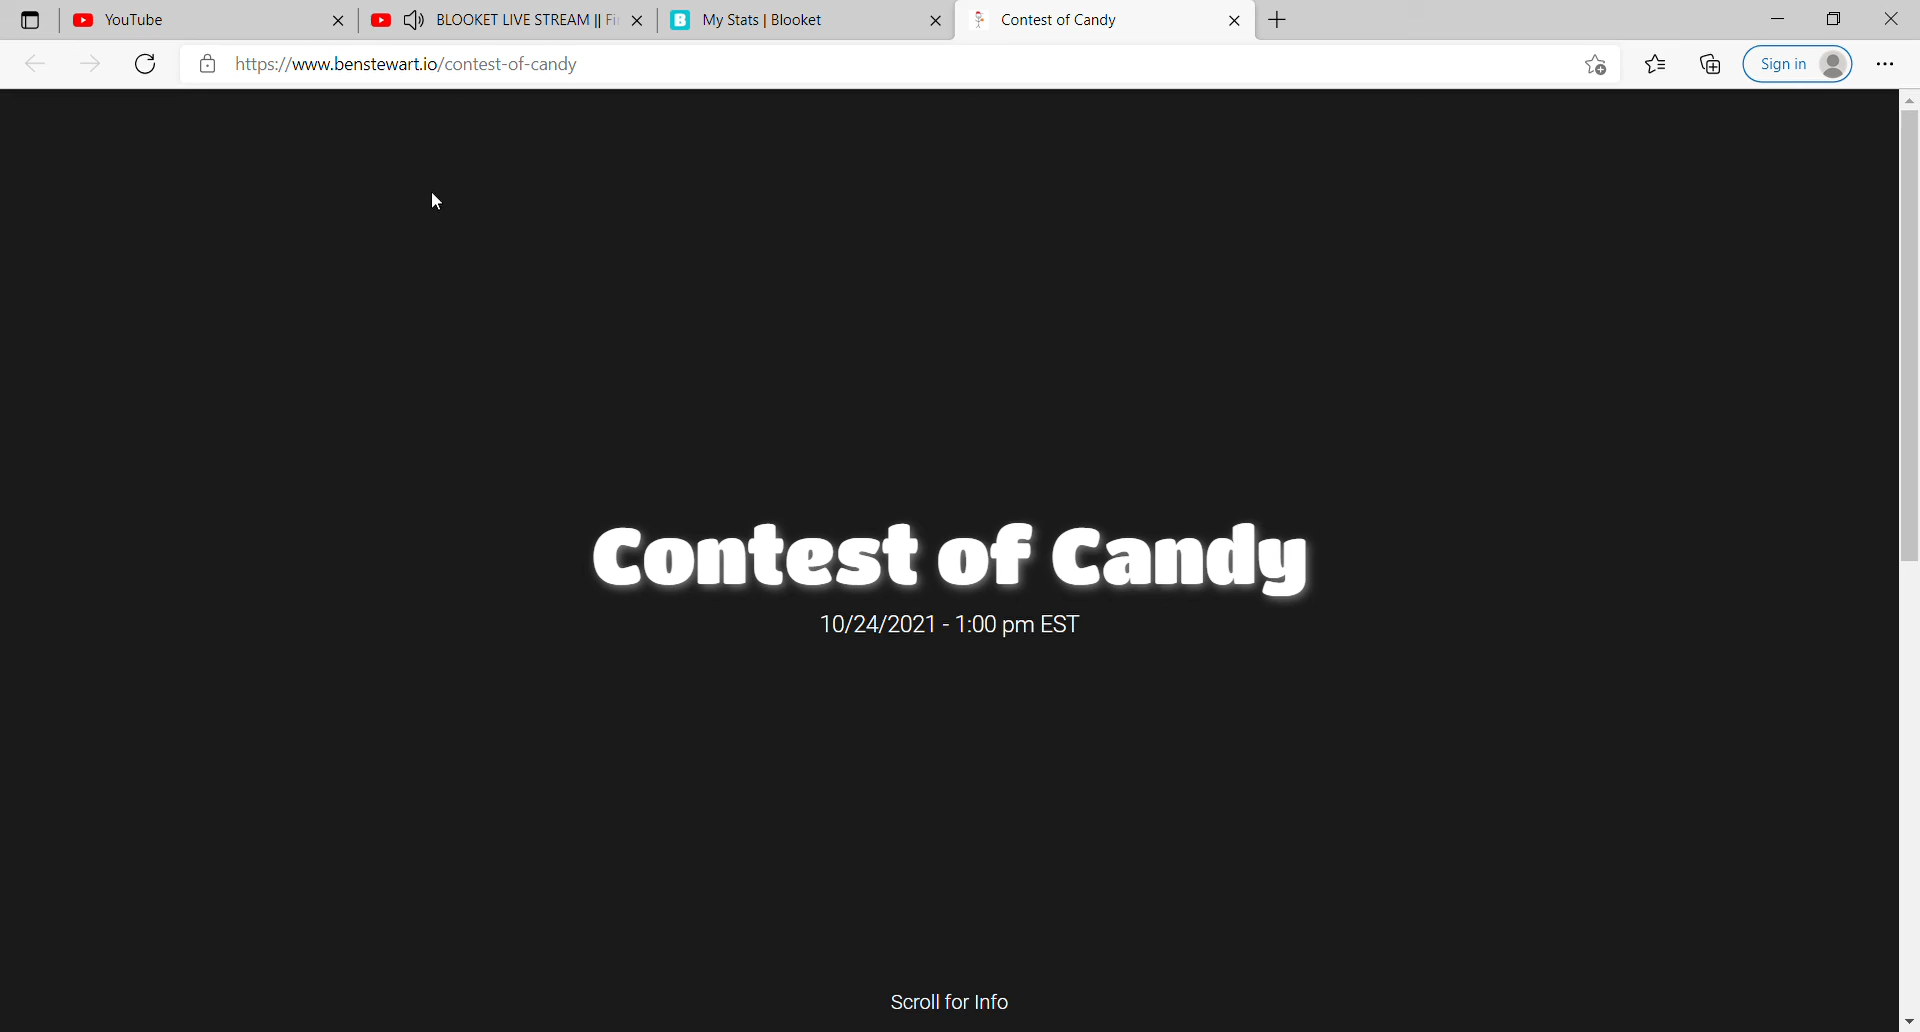 YouTube
BLOOKET LIVE STREAM || Fi
B My Stats | Blooket
Contest of Candy
https://www.benstewart.io/contest-of-candy
Sign in
Contest of Candy
10/24/2021 - 1:00 pm EST
Scroll for Info